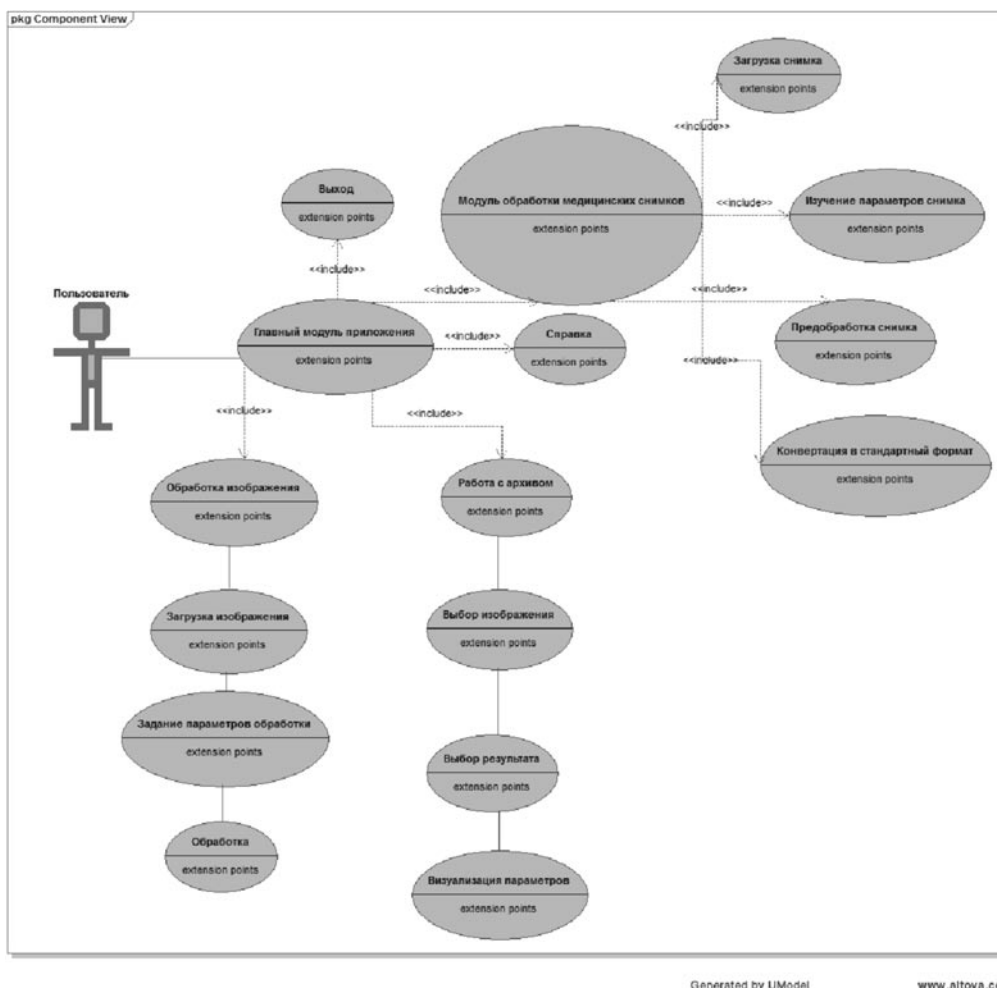 pkg Component View
Загрузка снимка
extension points
<<include>>
Выход
extension points
Модуль обработки медицинских снимков
extension points
<<include>>
Изучение параметров снимка
extension points
<<include>>
<<include>>
<<include>>
Пользователь
Главный модуль приложения
extension points
<<include>>
Справка
extension points
Предобработка снимка
extension points
<<include>>
<<include>>
<<include>>
Конвертация в стандартный формат
extension points
Обработка изображения
extension points
Работа с архивом
extension points
Загрузка изображения
extension points
Выбор изображения
extension points
Задание параметров обработки
extension points
Выбор результата
extension points
Обработка
extension points
Визуализация параметров
extension points
Generated by UModel
www.altova.co